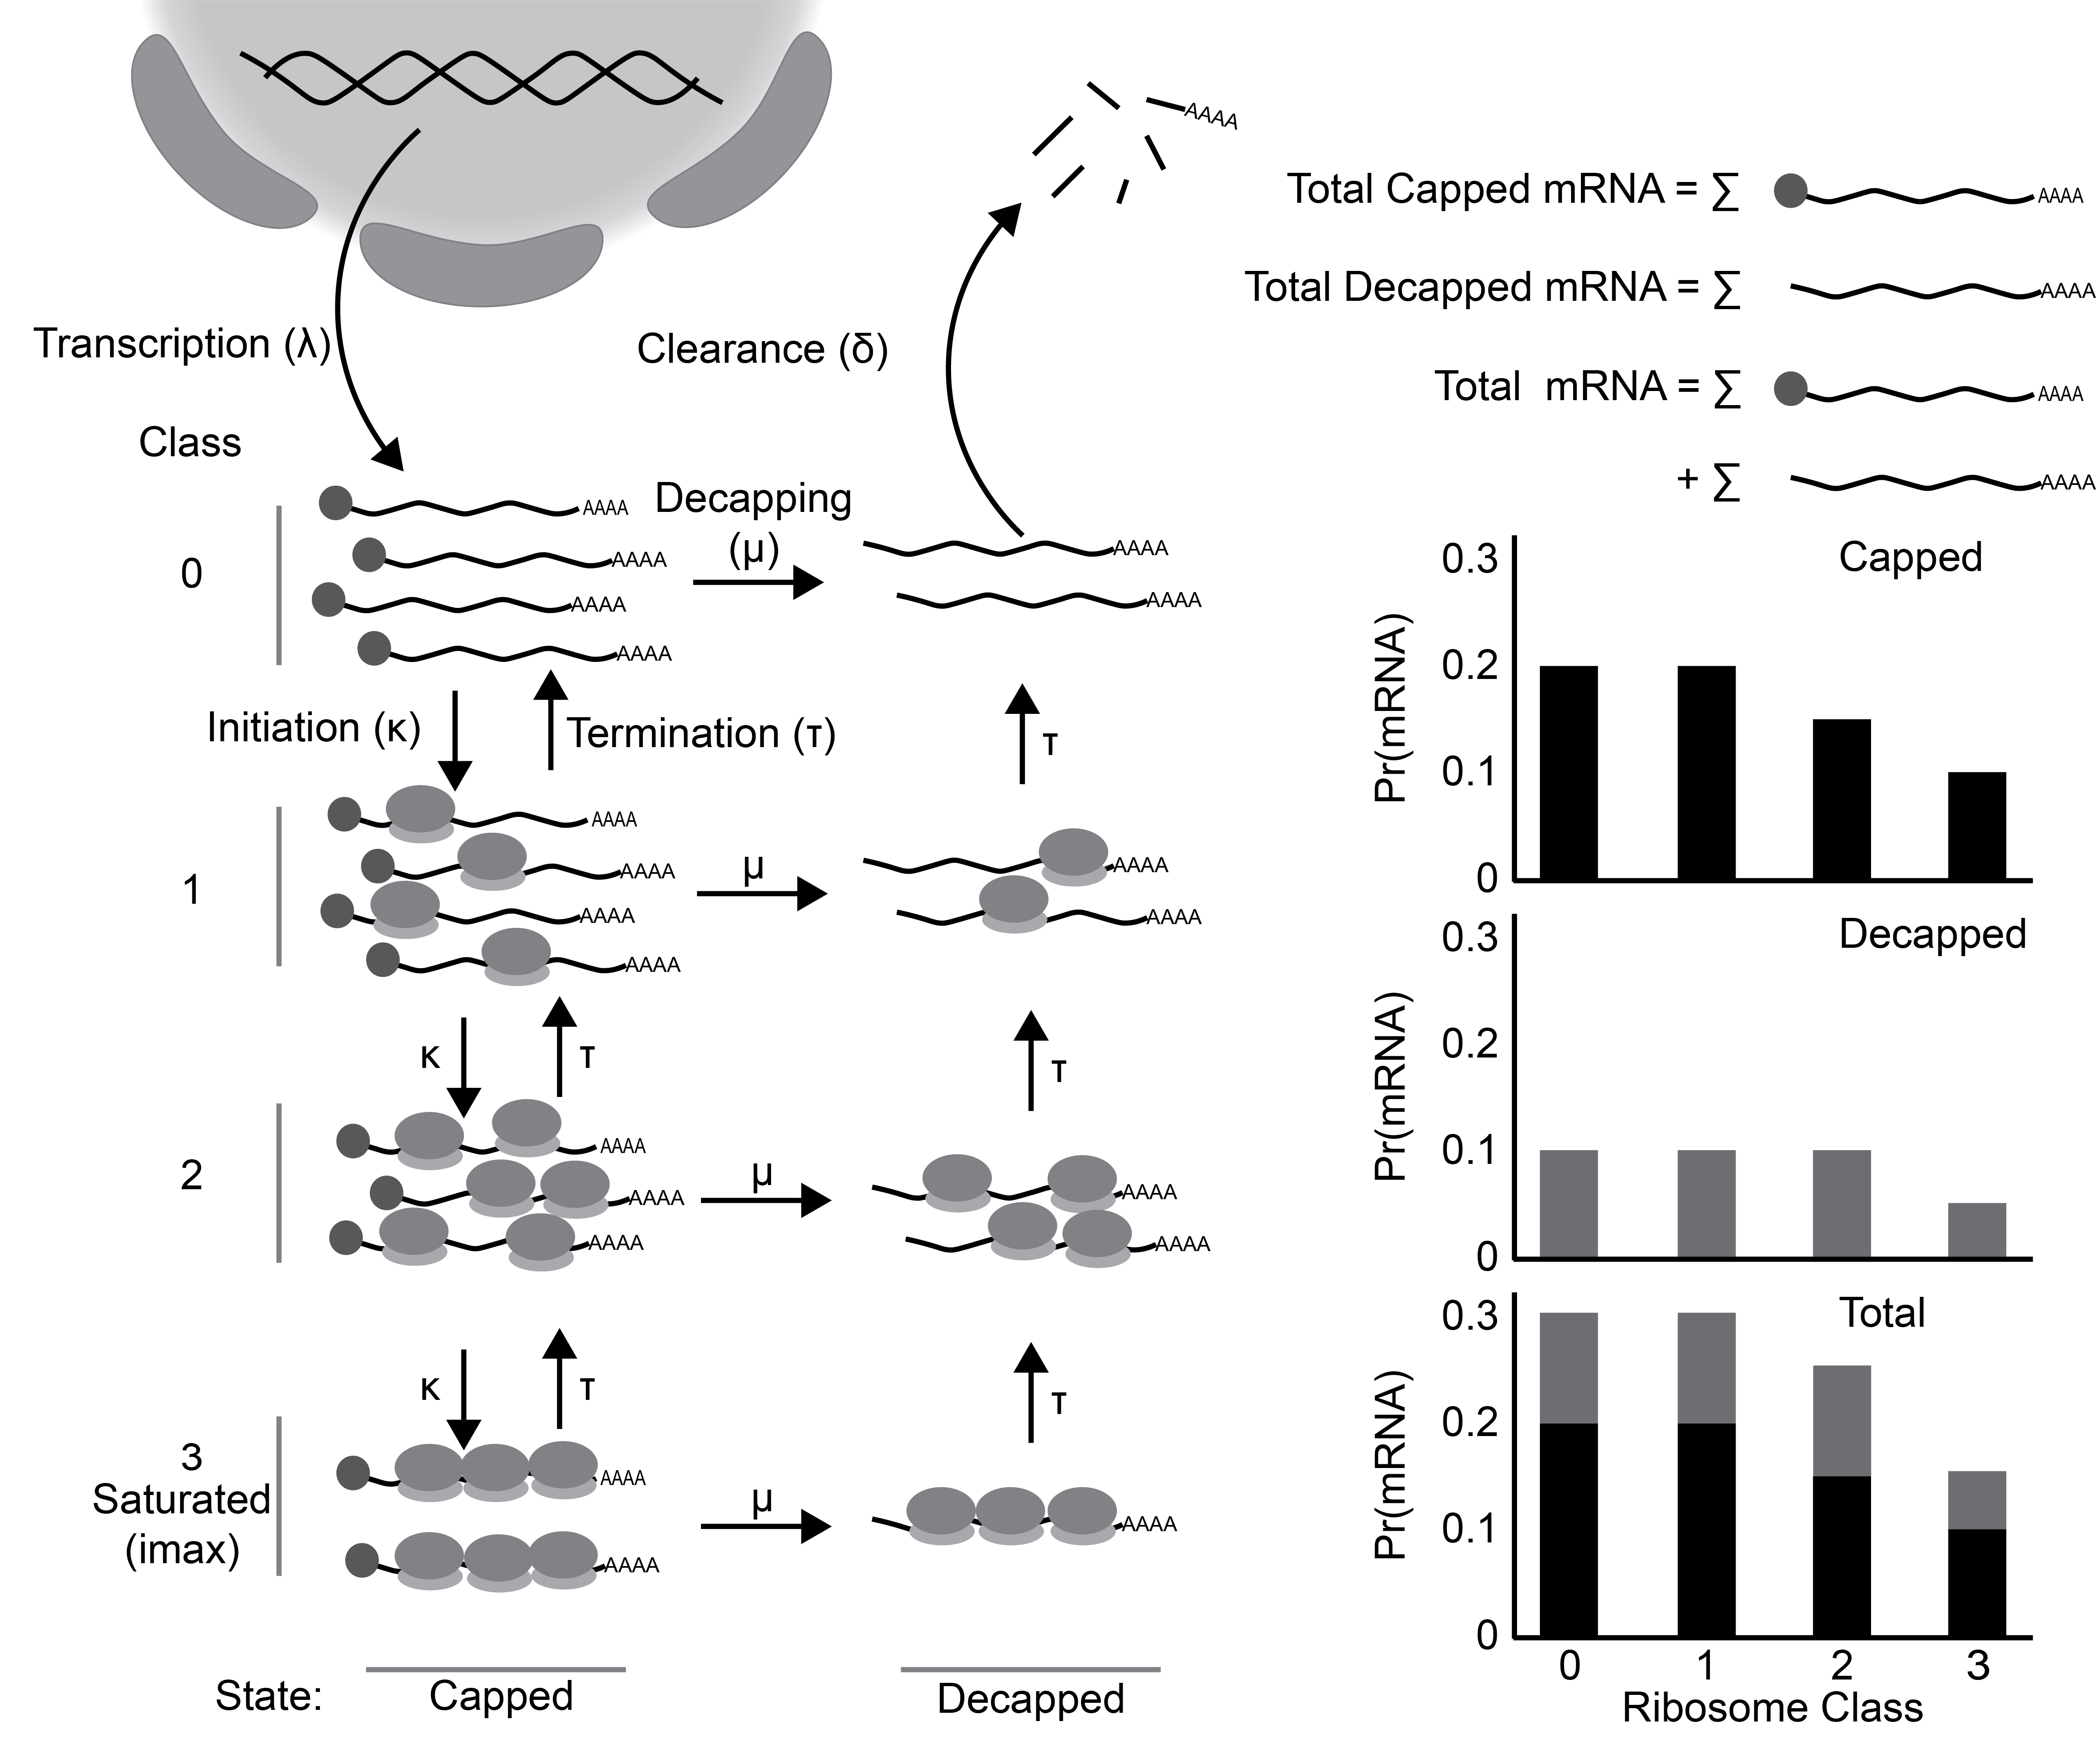 Transcription (λ)
Clearance (δ)
AAAA
Total Capped mRNA = ∑ AAAA
Total Decapped mRNA = ∑ AAAA
Total mRNA = ∑ AAAA
+ ∑ AAAA
Class
0
AAAA
AAAA
AAAA
AAAA
Decapping
(μ)
AAAA
AAAA
Initiation (κ)
Termination (τ)
τ
1
AAAA
AAAA
AAAA
AAAA
μ
AAAA
AAAA
κ
τ
τ
2
AAAA
AAAA
AAAA
μ
AAAA
AAAA
κ
τ
τ
3
Saturated
(imax)
AAAA
AAAA
μ
AAAA
State:
Capped
Decapped
Capped
Pr(mRNA)
0.3
0.2
0.1
0
Decapped
Pr(mRNA)
0.3
0.2
0.1
0
Total
Pr(mRNA)
0.3
0.2
0.1
0
0 1 2 3
Ribosome Class